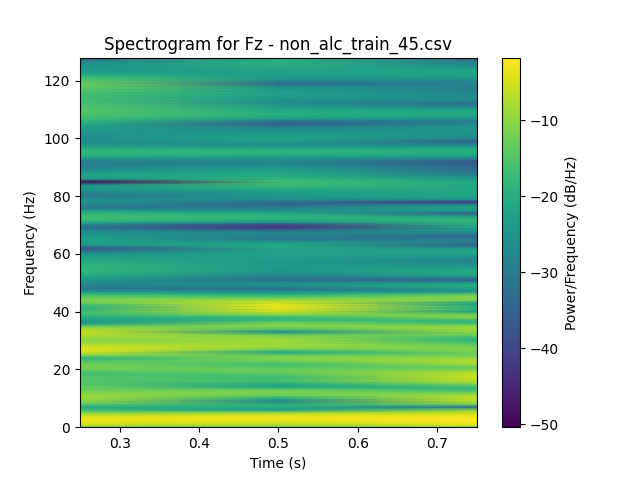 Spectrogram for Fz - non_alc_train_45.csv
120
100
80
60
40
20
0
Frequency (Hz)
0.3 0.4 0.5 0.6 0.7
Time (s)
−10
−20
−30
−40
−50
Power/Frequency (dB/Hz)